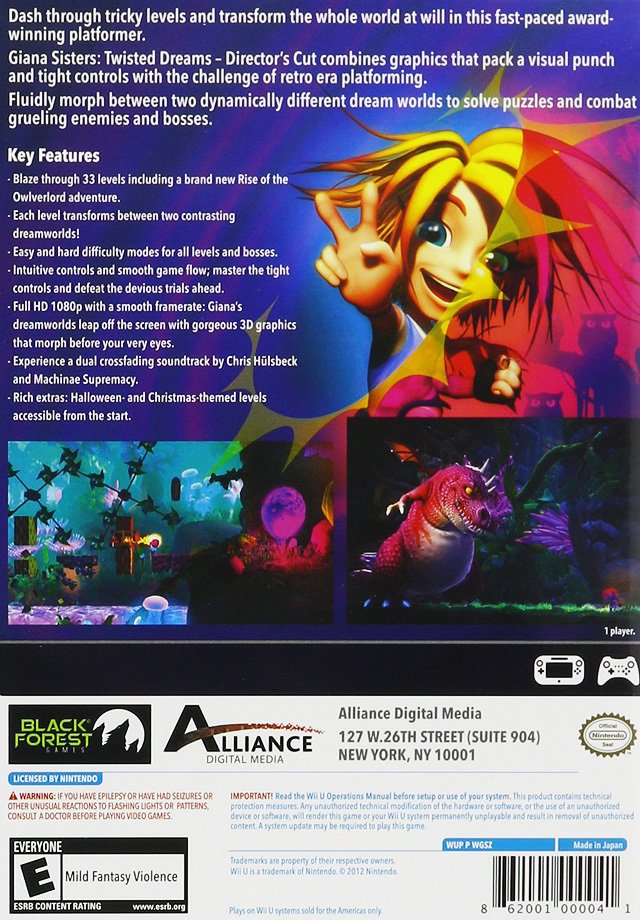 Dash through tricky levels and transform the whole world at will in this fast-paced award-
winning platformer.
Giana Sisters: Twisted Dreams – Director's Cut combines graphics that pack a visual punch
and tight controls with the challenge of retro era platforming.
Fluidly morph between two dynamically different dream worlds to solve puzzles and combat
grueling enemies and bosses.
Key Features
- Blaze through 33 levels including a brand new Rise of the
Owlverlord adventure.
- Each level transforms between two contrasting
dreamworlds!
- Easy and hard difficulty modes for all levels and bosses.
- Intuitive controls and smooth game flow; master the tight
controls and defeat the devious trials ahead.
- Full HD 1080p with a smooth framerate: Giana's
dreamworlds leap off the screen with gorgeous 3D graphics
that morph before your very eyes.
- Experience a dual crossfading soundtrack by Chris Hülsbeck
and Machinae Supremacy.
- Rich extras: Halloween- and Christmas-themed levels
accessible from the start.
1 player.
BLACK
FOREST
GAMES
ALLIANCE
DIGITAL MEDIA
Alliance Digital Media
127 W.26TH STREET (SUITE 904)
NEW YORK, NY 10001
Official
Nintendo
Seal
LICENSED BY NINTENDO
WARNING: IF YOU HAVE EPILEPSY OR HAVE HAD SEIZURES OR
OTHER UNUSUAL REACTIONS TO FLASHING LIGHTS OR PATTERNS,
CONSULT A DOCTOR BEFORE PLAYING VIDEO GAMES.
IMPORTANT! Read the Wii U Operations Manual before setup or use of your system. This product contains technical
protection measures. Any unauthorized technical modification of the hardware or software, or the use of an unauthorized
device or software, will render this game or your Wii U system permanently unplayable and result in removal of unauthorized
content. A system update may be required to play this game.
WUP P WGSZ
Made in Japan
EVERYONE
E
Mild Fantasy Violence
ESRB CONTENT RATING www.esrb.org
Trademarks are property of their respective owners.
Wii U is a trademark of Nintendo. © 2012 Nintendo.
Plays on Wii U systems sold for the Americas only.
8 62001 00004 1